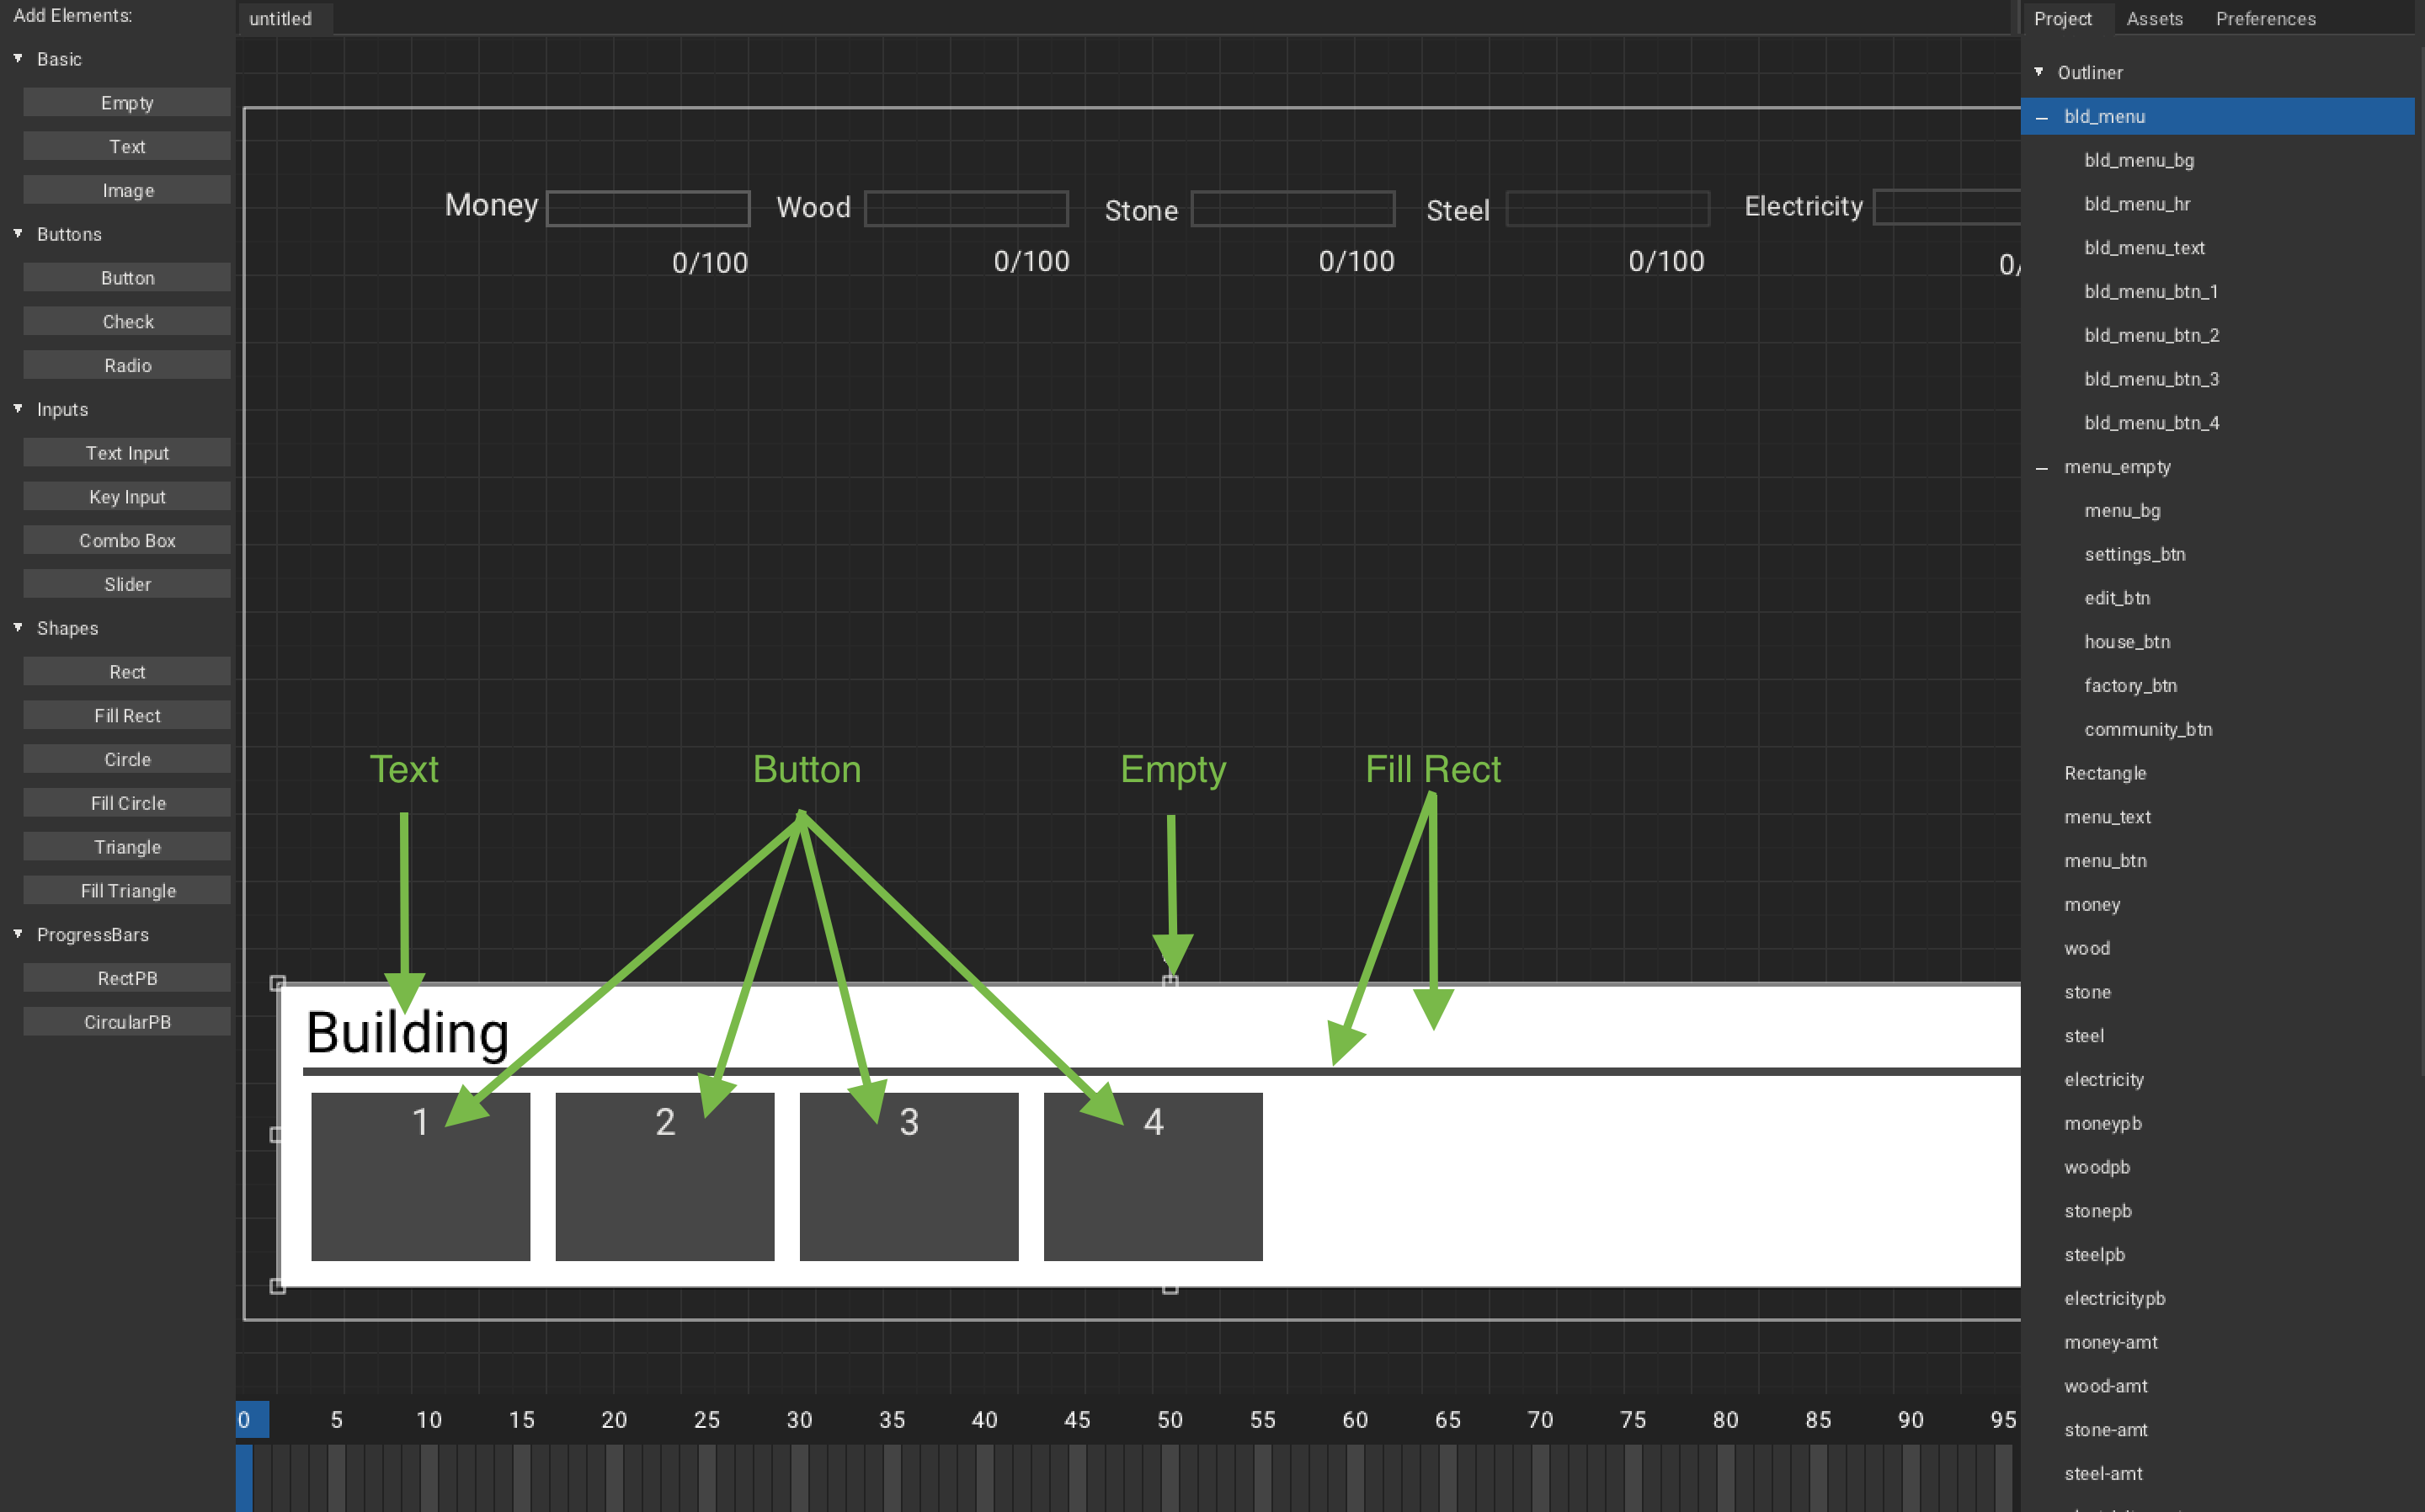 Add Elements:
Basic
Empty
Text
Image
Buttons
Button
Check
Radio
Inputs
Text Input
Key Input
Combo Box
Slider
Shapes
Rect
Fill Rect
Circle
Fill Circle
Triangle
Fill Triangle
ProgressBars
RectPB
CircularPB
untitled
Money
Wood
Stone
Steel
Electricity
0/100
0/100
0/100
0/100
0/
Text
Button
Empty
Fill Rect
Building
1
2
3
4
0 5 10 15 20 25 30 35 40 45 50 55 60 65 70 75 80 85 90 95
Project Assets Preferences
Outliner
bld_menu
bld_menu_bg
bld_menu_hr
bld_menu_text
bld_menu_btn_1
bld_menu_btn_2
bld_menu_btn_3
bld_menu_btn_4
menu_empty
menu_bg
settings_btn
edit_btn
house_btn
factory_btn
community_btn
Rectangle
menu_text
menu_btn
money
wood
stone
steel
electricity
moneypb
woodpb
stonepb
steelpb
electricitypb
money-amt
wood-amt
stone-amt
steel-amt